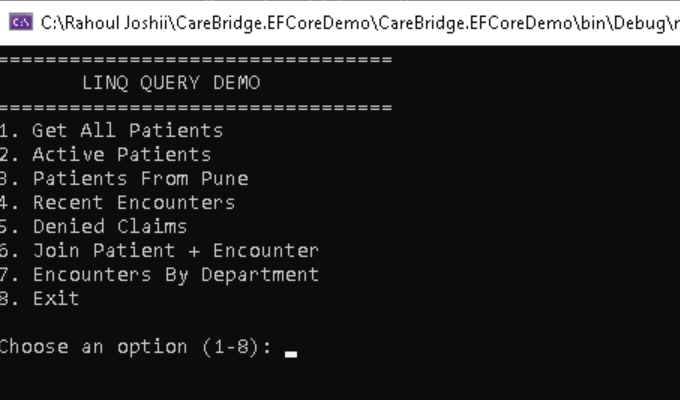 C:\Rahoul Joshii\CareBridge.EFCoreDemo\CareBridge.EFCoreDemo\bin\Debug\n
==================================
LINQ QUERY DEMO
==================================
1. Get All Patients
2. Active Patients
3. Patients From Pune
4. Recent Encounters
5. Denied Claims
6. Join Patient + Encounter
7. Encounters By Department
8. Exit
Choose an option (1-8):